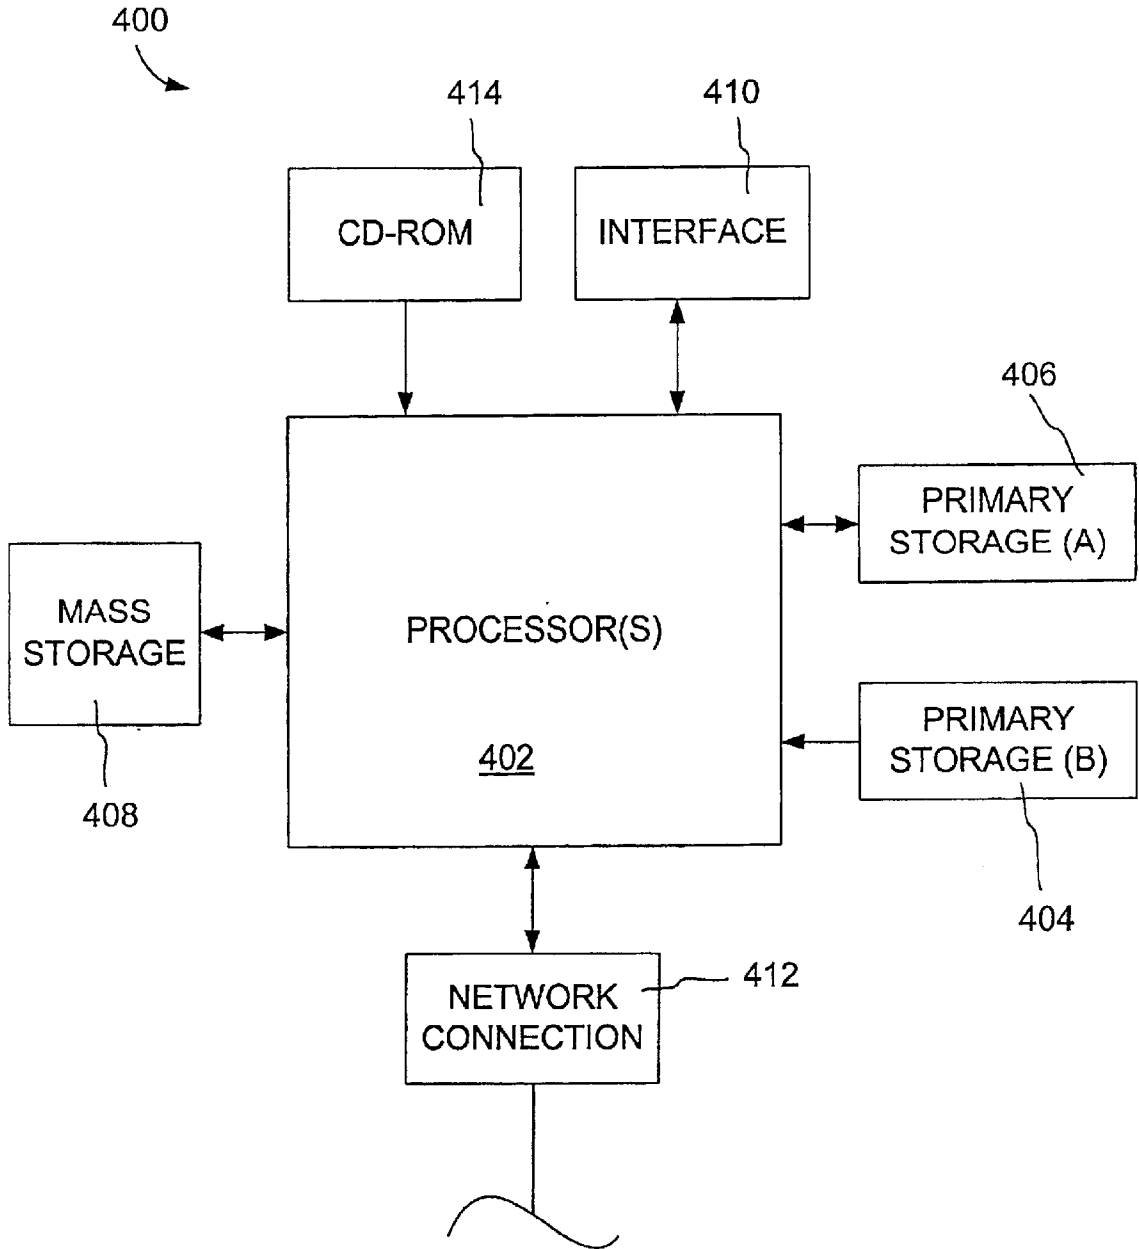 400
414
410
CD-ROM
INTERFACE
406
PRIMARY
STORAGE (A)
MASS
STORAGE
PROCESSOR(S)
PRIMARY
STORAGE (B)
402
408
404
412
NETWORK
CONNECTION